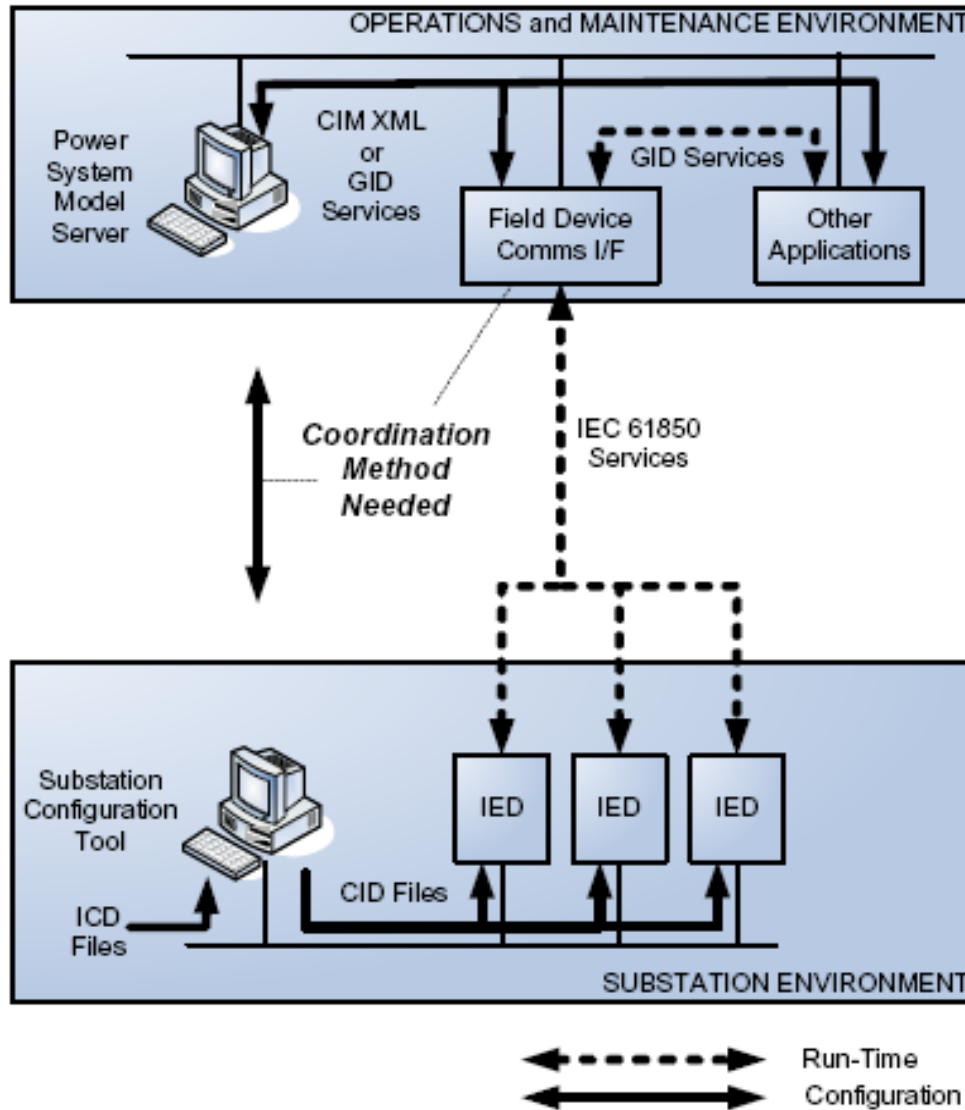 OPERATIONS and MAINTENANCE ENVIRONMENT
Power
System
Model
Server
CIM XML
or
GID
Services
GID Services
Field Device
Comms I/F
Other
Applications
Coordination
Method
Needed
IEC 61850
Services
Substation
Configuration
Tool
IED
IED
IED
ICD
Files
CID Files
SUBSTATION ENVIRONMENT
Run-Time
Configuration